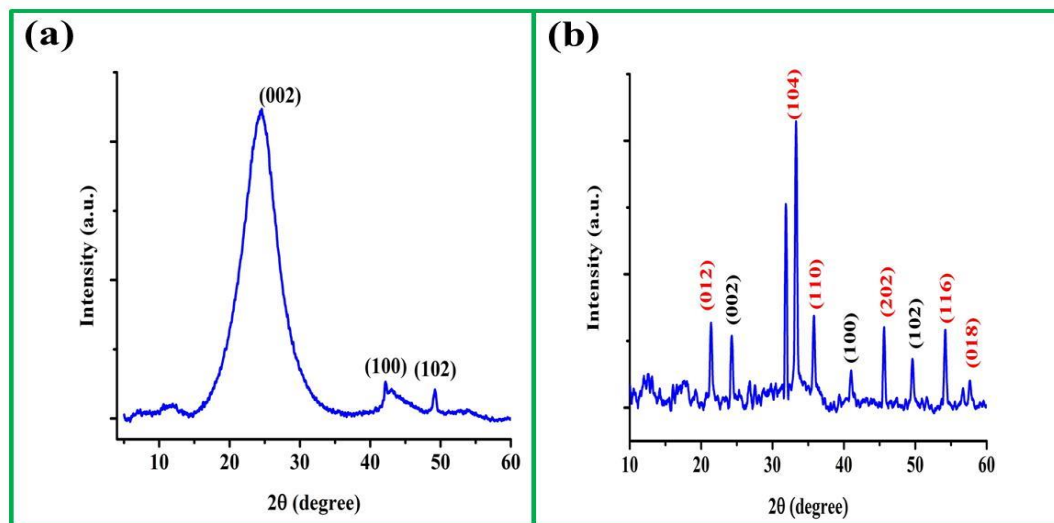 (a)
(002)
(100)
(102)
Intensity (a.u.)
10 20 30 40 50 60
2θ (degree)
(b)
(104)
(012)
(002)
(110)
(100)
(202)
(102)
(116)
(018)
Intensity (a.u.)
10 20 30 40 50 60
2θ (degree)